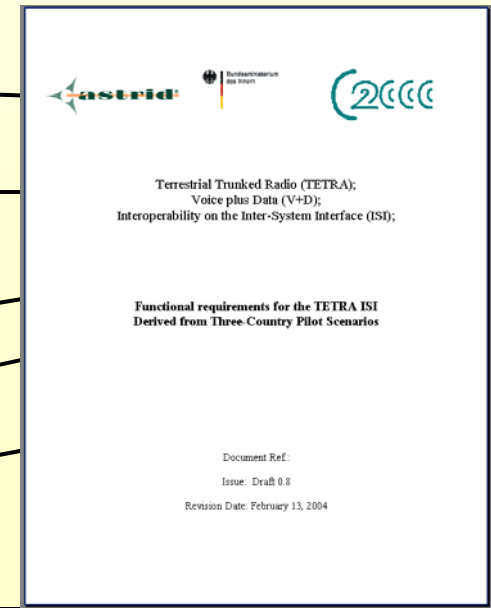 astrid
Bundesministerium
des Innern
C2000
Terrestrial Trunked Radio (TETRA);
Voice plus Data (V+D);
Interoperability on the Inter-System Interface (ISI);
Functional requirements for the TETRA ISI
Derived from Three-Country Pilot Scenarios
Document Ref.:
Issue: Draft 0.8
Revision Date: February 13, 2004